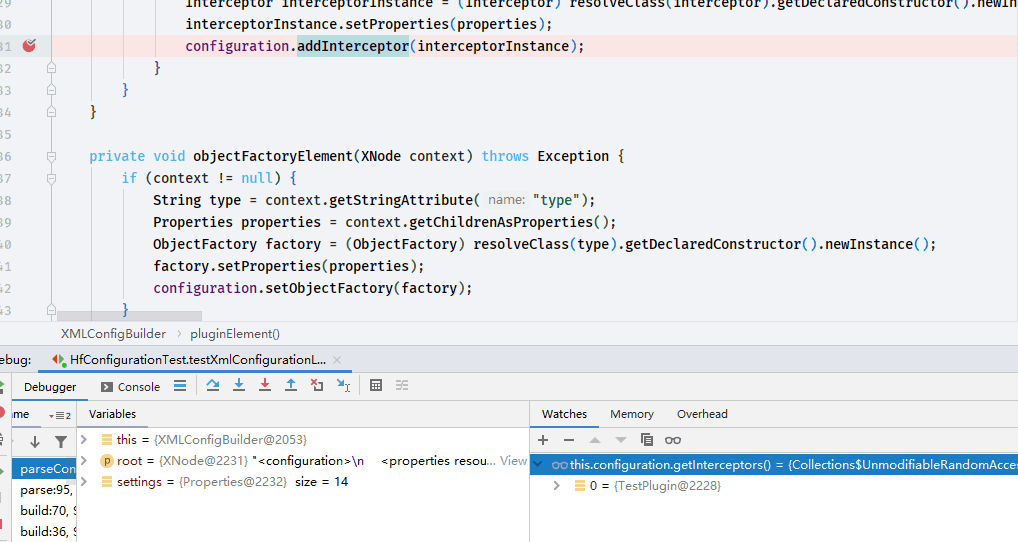 29 Interceptor interceptorInstance = (Interceptor) resolveClass(interceptor).getDeclaredConstructor().newIn
30 interceptorInstance.setProperties(properties);
31 configuration.addInterceptor(interceptorInstance);
32 }
33 }
34 }
35
36 private void objectFactoryElement(XNode context) throws Exception {
37 if (context != null) {
38 String type = context.getStringAttribute( name: "type");
39 Properties properties = context.getChildrenAsProperties();
40 ObjectFactory factory = (ObjectFactory) resolveClass(type).getDeclaredConstructor().newInstance();
41 factory.setProperties(properties);
42 configuration.setObjectFactory(factory);
43 }
XMLConfigBuilder › pluginElement()
ebug: HfConfigurationTest.testXmlConfigurationL... ×
Debugger Console
me 2 Variables Watches Memory Overhead
this = {XMLConfigBuilder@2053}
root = {XNode@2231} "<configuration>\n <properties resou... View
settings = {Properties@2232} size = 14
parseCon
parse:95,
build:70, S
build:36, S
this.configuration.getInterceptors() = {Collections$UnmodifiableRandomAcces
0 = {TestPlugin@2228}